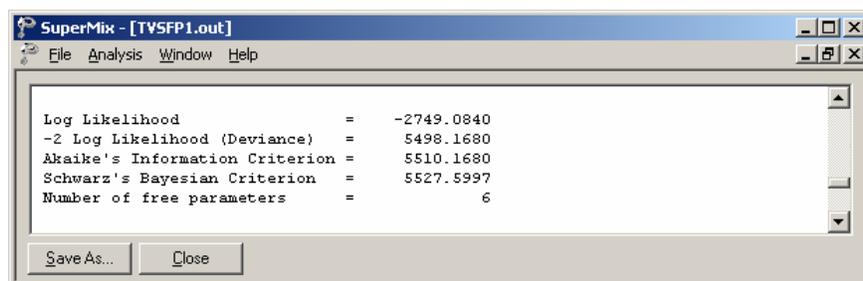 SuperMix - [TVSFP1.out]
File Analysis Window Help
Log Likelihood = -2749.0840
-2 Log Likelihood (Deviance) = 5498.1680
Akaike's Information Criterion = 5510.1680
Schwarz's Bayesian Criterion = 5527.5997
Number of free parameters = 6
Save As... Close